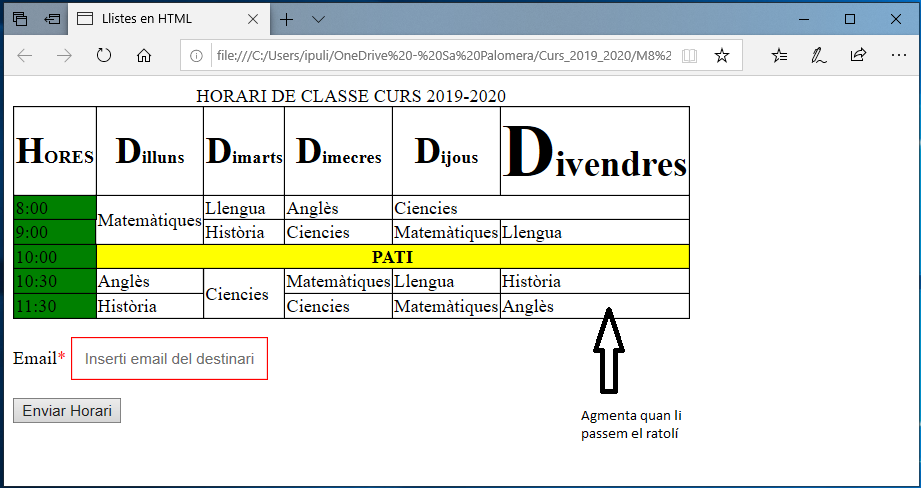 Llistes en HTML
file:///C:/Users/ipuli/OneDrive%20-%20Sa%20Palomera/Curs_2019_2020/M8%2
HORARI DE CLASSE CURS 2019-2020
HORES Dilluns Dimarts Dimecres Dijous Divendres
8:00 Matemàtiques Llengua Anglès Ciencies
9:00 Història Ciencies Matemàtiques Llengua
10:00 PATI
10:30 Anglès Ciencies Matemàtiques Llengua Història
11:30 Història Ciencies Matemàtiques Anglès
Email* Inserti email del destinari
Enviar Horari
Agmenta quan li
passem el ratolí